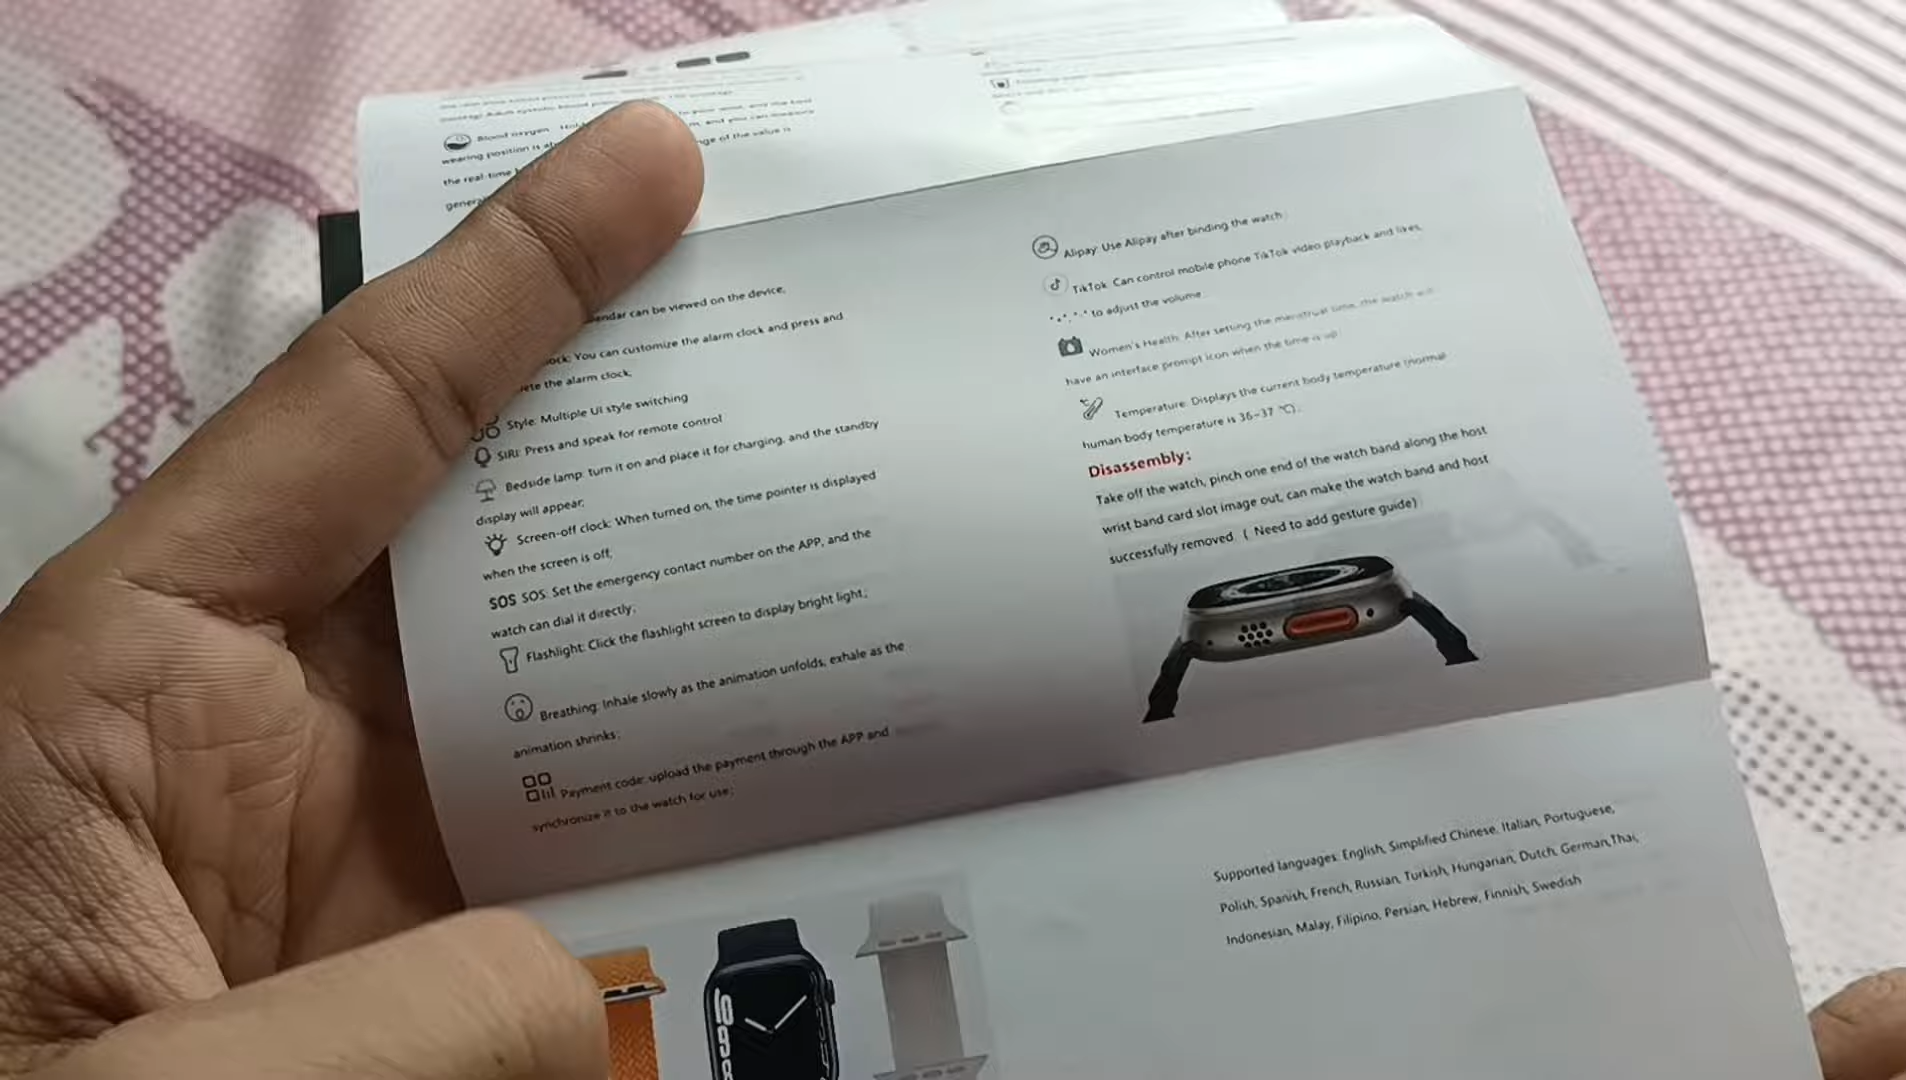 Blood oxygen
wearing position is
the real-time
nge of the value is
endar can be viewed on the device;
ock: You can customize the alarm clock and press and
ete the alarm clock;
Style: Multiple UI style switching
SIRI: Press and speak for remote control
Bedside lamp: turn it on and place it for charging, and the standby
display will appear;
Screen-off clock: When turned on, the time pointer is displayed
when the screen is off;
SOS SOS: Set the emergency contact number on the APP, and the
watch can dial it directly;
Flashlight: Click the flashlight screen to display bright light;
Breathing: Inhale slowly as the animation unfolds, exhale as the
animation shrinks;
Payment code: upload the payment through the APP and
synchronize it to the watch for use;
Alipay: Use Alipay after binding the watch
TikTok: Can control mobile phone TikTok video playback and likes,
to adjust the volume
Women's Health: After setting the menstrual time, the watch will
have an interface prompt icon when the time is up
Temperature: Displays the current body temperature (normal
human body temperature is 36-37 ℃).
Disassembly:
Take off the watch, pinch one end of the watch band along the host
wrist band card slot image out, can make the watch band and host
successfully removed. ( Need to add gesture guide)
Supported languages: English, Simplified Chinese, Italian, Portuguese,
Polish, Spanish, French, Russian, Turkish, Hungarian, Dutch, German,Thai,
Indonesian, Malay, Filipino, Persian, Hebrew, Finnish, Swedish